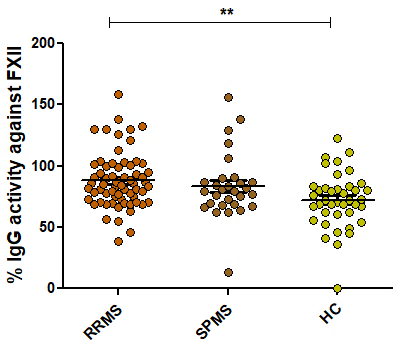 **
200
150
100
50
0
% IgG activity against FXII
RRMS
SPMS
HC